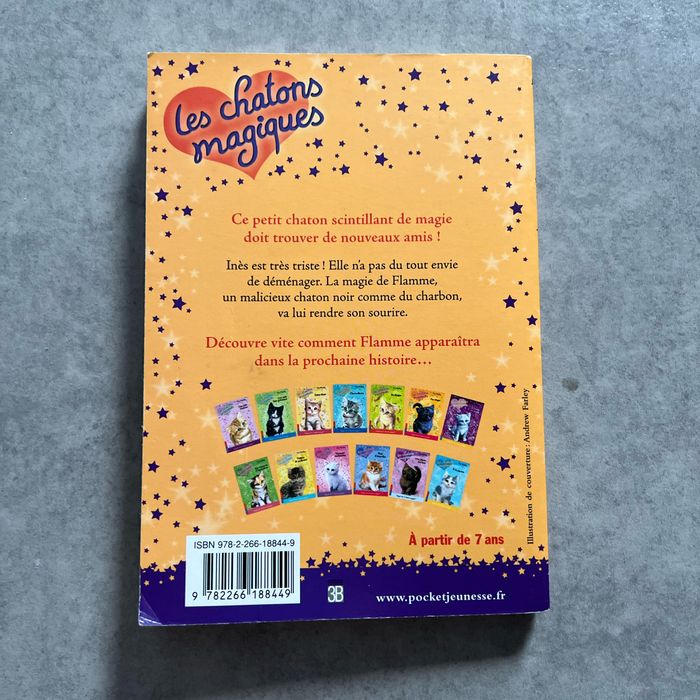 Les chatons
magiques
Ce petit chaton scintillant de magie
doit trouver de nouveaux amis !
Inès est très triste ! Elle n'a pas du tout envie
de déménager. La magie de Flamme,
un malicieux chaton noir comme du charbon,
va lui rendre son sourire.
Découvre vite comment Flamme apparaîtra
dans la prochaine histoire…
Illustration de couverture : Andrew Farley
À partir de 7 ans
ISBN 978-2-266-18844-9
9 782266 188449
3B
www.pocketjeunesse.fr